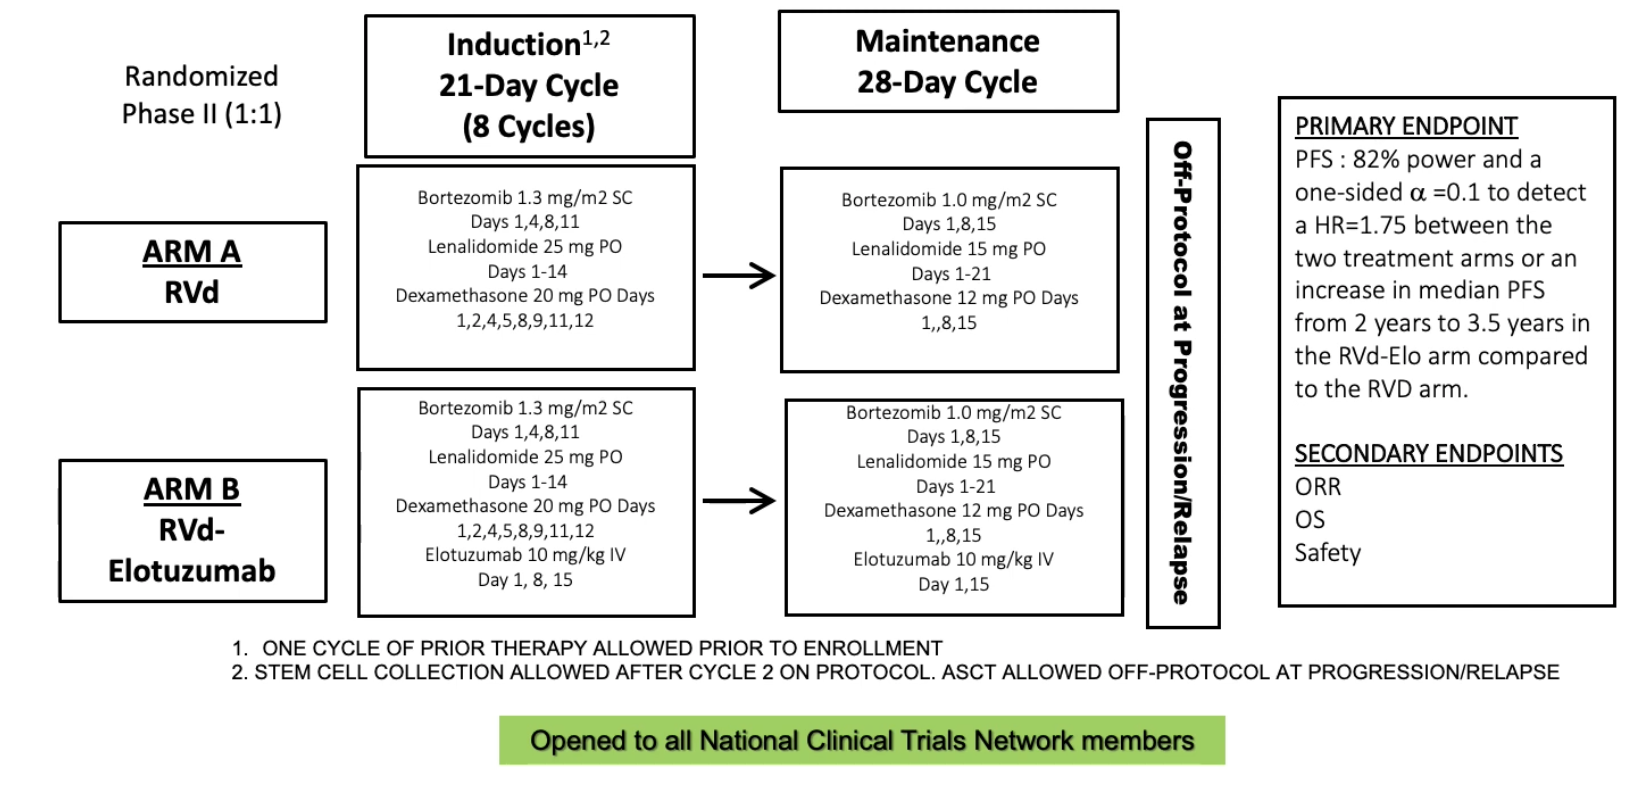 Randomized
Phase II (1:1)
Induction1,2
21-Day Cycle
(8 Cycles)
Maintenance
28-Day Cycle
ARM A
RVd
Bortezomib 1.3 mg/m2 SC
Days 1,4,8,11
Lenalidomide 25 mg PO
Days 1-14
Dexamethasone 20 mg PO Days
1,2,4,5,8,9,11,12
Bortezomib 1.0 mg/m2 SC
Days 1,8,15
Lenalidomide 15 mg PO
Days 1-21
Dexamethasone 12 mg PO Days
1,,8,15
ARM B
RVd-
Elotuzumab
Bortezomib 1.3 mg/m2 SC
Days 1,4,8,11
Lenalidomide 25 mg PO
Days 1-14
Dexamethasone 20 mg PO Days
1,2,4,5,8,9,11,12
Elotuzumab 10 mg/kg IV
Day 1, 8, 15
Bortezomib 1.0 mg/m2 SC
Days 1,8,15
Lenalidomide 15 mg PO
Days 1-21
Dexamethasone 12 mg PO Days
1,,8,15
Elotuzumab 10 mg/kg IV
Day 1,15
Off-Protocol at Progression/Relapse
PRIMARY ENDPOINT
PFS : 82% power and a
one-sided α =0.1 to detect
a HR=1.75 between the
two treatment arms or an
increase in median PFS
from 2 years to 3.5 years in
the RVd-Elo arm compared
to the RVD arm.
SECONDARY ENDPOINTS
ORR
OS
Safety
1. ONE CYCLE OF PRIOR THERAPY ALLOWED PRIOR TO ENROLLMENT
2. STEM CELL COLLECTION ALLOWED AFTER CYCLE 2 ON PROTOCOL. ASCT ALLOWED OFF-PROTOCOL AT PROGRESSION/RELAPSE
Opened to all National Clinical Trials Network members